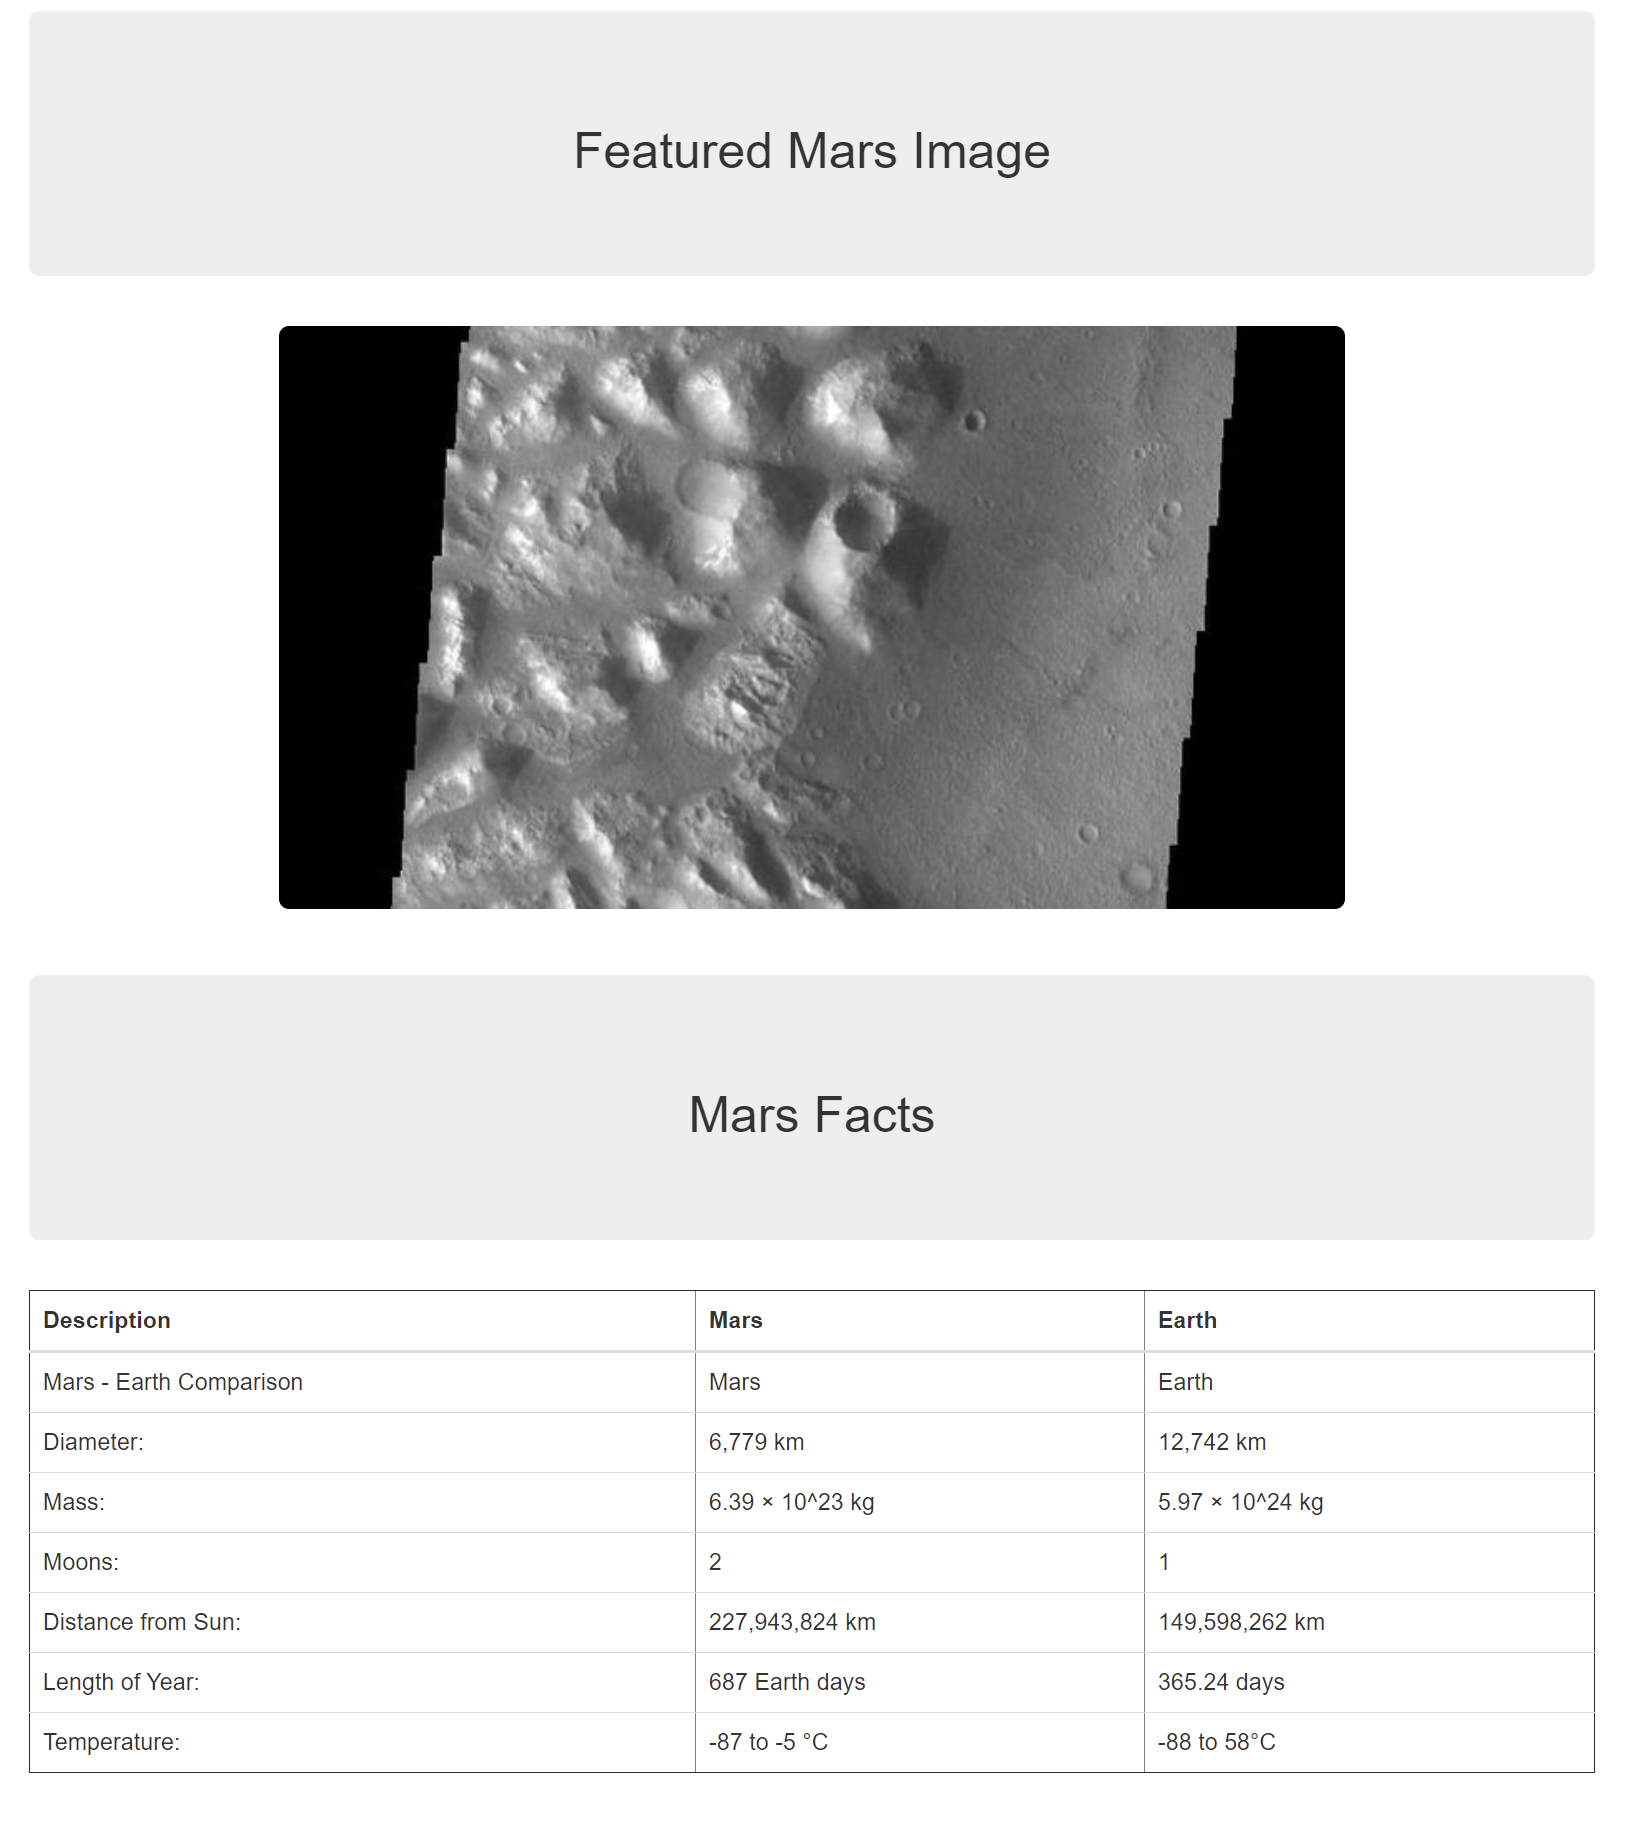 Featured Mars Image
Mars Facts
Description Mars Earth
Mars - Earth Comparison Mars Earth
Diameter: 6,779 km 12,742 km
Mass: 6.39 × 10^23 kg 5.97 × 10^24 kg
Moons: 2 1
Distance from Sun: 227,943,824 km 149,598,262 km
Length of Year: 687 Earth days 365.24 days
Temperature: -87 to -5 °C -88 to 58°C